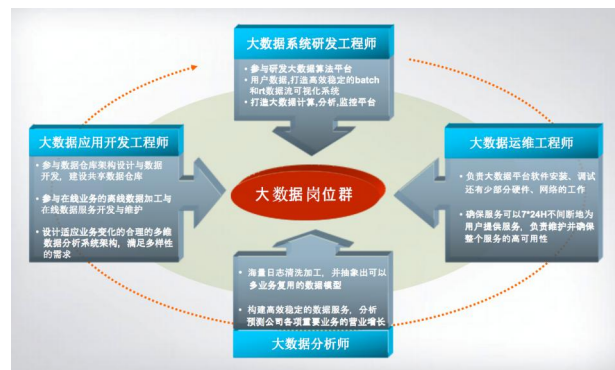 大数据系统研发工程师
• 参与研发大数据算法平台
• 用户数据,打造高效稳定的batch
和rt数据流可视化系统
• 打造大数据计算,分析,监控平台
大数据应用开发工程师
• 参与数据仓库架构设计与数据
开发，建设共享数据仓库
• 参与在线业务的离线数据加工与
在线数据服务开发与维护
• 设计适应业务变化的合理的多维
数据分析系统架构，满足多样性
的需求
大数据岗位群
大数据运维工程师
• 负责大数据平台软件安装、调试
还有少部分硬件、网络的工作
• 确保服务可以7*24H不间断地为
用户提供服务，负责维护并确保
整个服务的高可用性
• 海量日志清洗加工，并抽象出可以
多业务复用的数据模型
• 构建高效稳定的数据服务，分析
预测公司各项重要业务的营业增长
大数据分析师